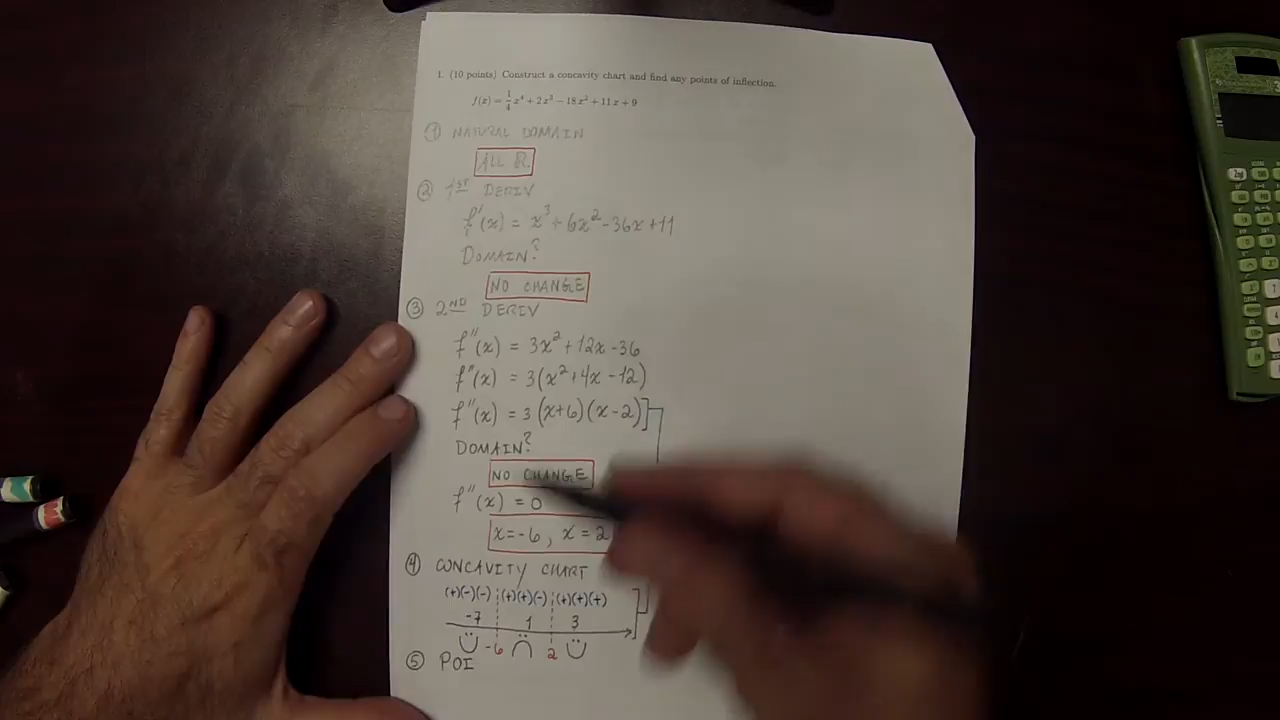 1. (10 points) Construct a concavity chart and find any points of inflection.
f(x) = 1/4 x⁴ + 2x³ − 18x² + 11x + 9
① NATURAL DOMAIN
ALL ℝ
② 1ST DERIV
f'(x) = x³ + 6x² - 36x + 11
DOMAIN?
NO CHANGE
③ 2ND DERIV
f''(x) = 3x² + 12x - 36
f''(x) = 3(x² + 4x - 12)
f''(x) = 3(x+6)(x-2)
DOMAIN?
NO CHANGE
f''(x) = 0
x = -6, x = 2
④ CONCAVITY CHART
(+)(-)(-) (+)(+)(-) (+)(+)(+)
-7 1 3
-6 2
⑤ POI
2nd